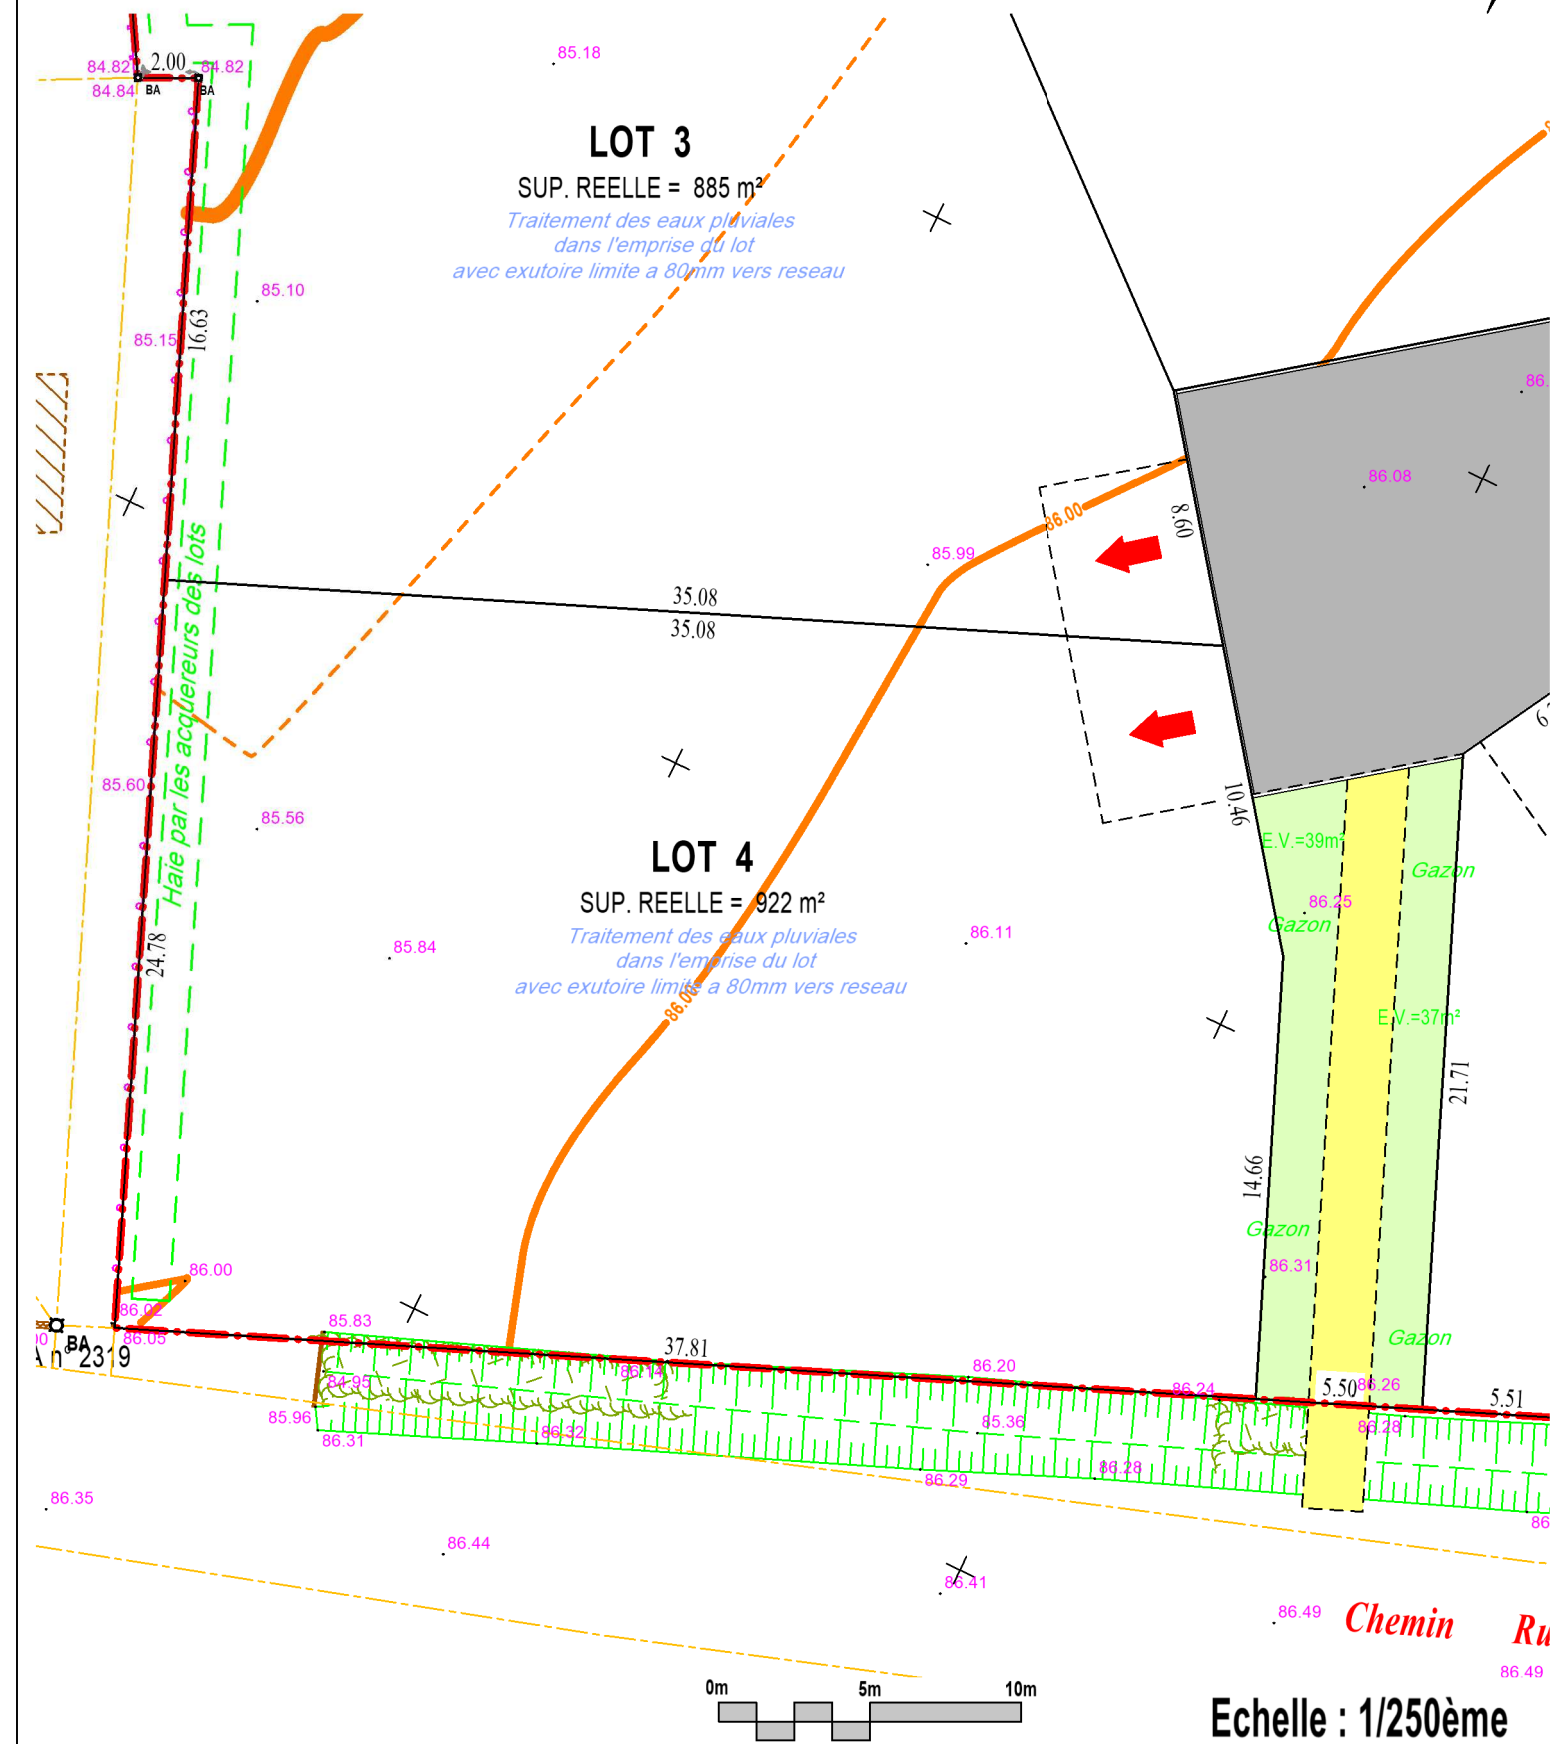 85.18
2.00
84.82
84.82
84.84
BA
BA
LOT 3
SUP. REELLE = 885 m²
Traitement des eaux pluviales
dans l'emprise du lot
avec exutoire limite a 80mm vers reseau
85.10
16.63
85.15
86.08
86.00
8.60
85.99
35.08
35.08
Haie par les acquereurs des lots
85.60
85.56
10.46
E.V.=39m²
LOT 4
SUP. REELLE = 922 m²
Traitement des eaux pluviales
dans l'emprise du lot
avec exutoire limite a 80mm vers reseau
Gazon
86.25
Gazon
86.11
85.84
24.78
86.00
E.V.=37m²
21.71
14.66
Gazon
86.31
86.00
86.02
86.05
BA
n° 2319
85.83
37.81
Gazon
86.14
86.20
84.95
86.24
5.50
86.26
5.51
85.96
86.28
86.31
86.32
85.36
86.29
86.28
86.35
86.44
86.41
86.49
Chemin
86.49
0m
5m
10m
Echelle : 1/250ème